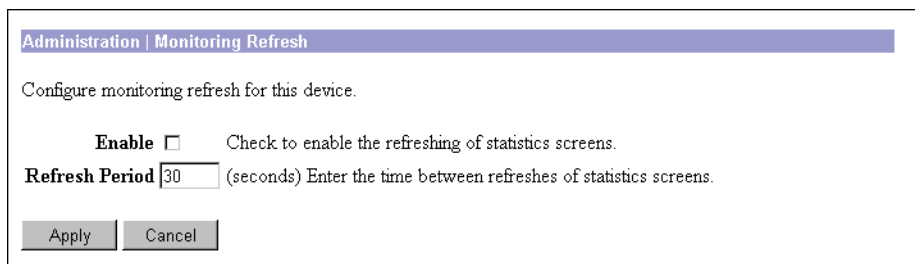 Administration | Monitoring Refresh
Configure monitoring refresh for this device.
Enable Check to enable the refreshing of statistics screens.
Refresh Period 30 (seconds) Enter the time between refreshes of statistics screens.
Apply Cancel